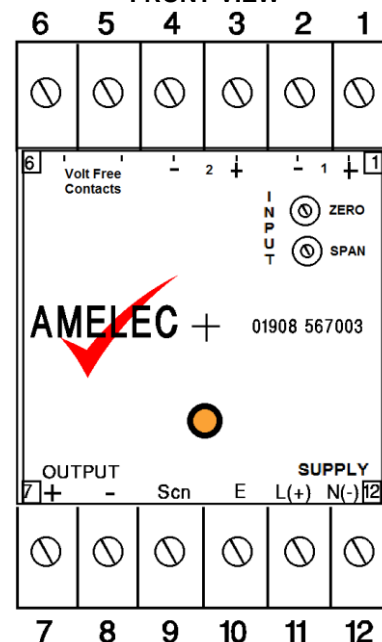 FRONT VIEW
6 5 4 3 2 1
6 - 2 + - 1 + 1
Volt Free
Contacts
INPUT
ZERO
SPAN
AMELEC
01908 567003
OUTPUT SUPPLY
7 + - Scn E L(+) N(-) 12
7 8 9 10 11 12